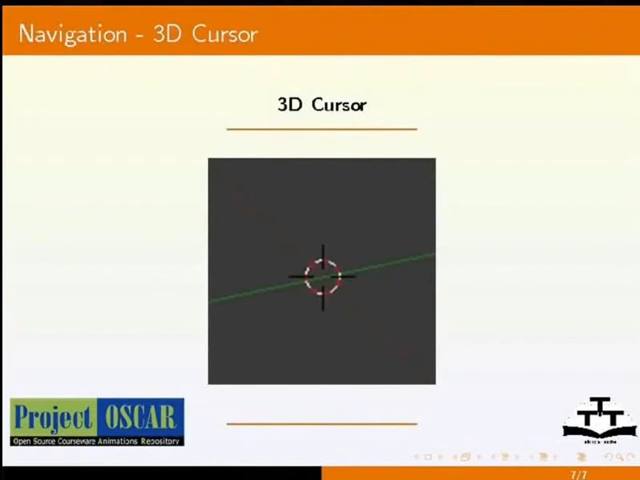 Navigation - 3D Cursor
3D Cursor
Project OSCAR
Open Source Courseware Animations Repository
7/7